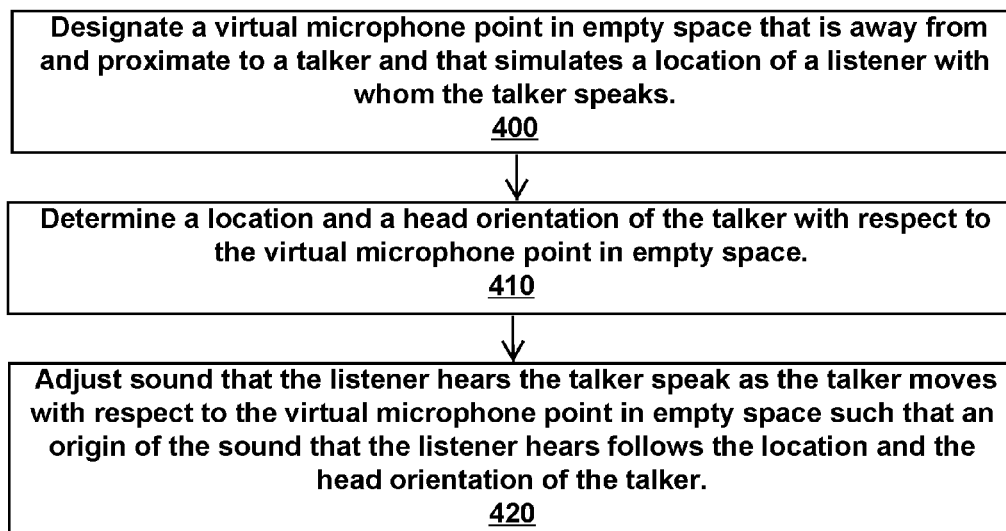 Designate a virtual microphone point in empty space that is away from
and proximate to a talker and that simulates a location of a listener with
whom the talker speaks.
400
Determine a location and a head orientation of the talker with respect to
the virtual microphone point in empty space.
410
Adjust sound that the listener hears the talker speak as the talker moves
with respect to the virtual microphone point in empty space such that an
origin of the sound that the listener hears follows the location and the
head orientation of the talker.
420